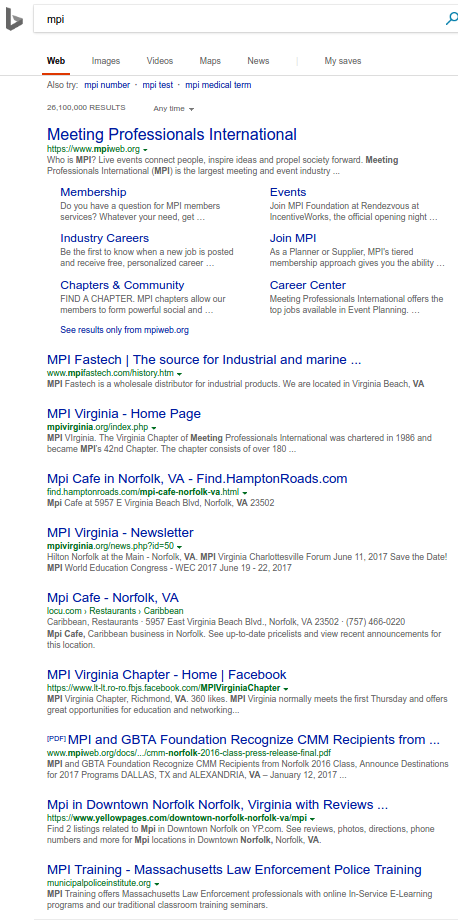 mpi
Web Images Videos Maps News | My saves
Also try: mpi number · mpi test · mpi medical term
26,100,000 RESULTS Any time
Meeting Professionals International
https://www.mpiweb.org
Who is MPI? Live events connect people, inspire ideas and propel society forward. Meeting
Professionals International (MPI) is the largest meeting and event industry ...
Membership
Do you have a question for MPI members
services? Whatever your need, get …
Events
Join MPI Foundation at Rendezvous at
IncentiveWorks, the official opening night …
Industry Careers
Be the first to know when a new job is posted
and receive free, personalized career …
Join MPI
As a Planner or Supplier, MPI's tiered
membership approach gives you the ability …
Chapters & Community
FIND A CHAPTER. MPI chapters allow our
members to form powerful social and …
Career Center
Meeting Professionals International offers the
top jobs available in Event Planning. …
See results only from mpiweb.org
MPI Fastech | The source for Industrial and marine ...
www.mpifastech.com/history.htm
MPI Fastech is a wholesale distributor for industrial products. We are located in Virginia Beach, VA
MPI Virginia - Home Page
mpivirginia.org/index.php
MPI VIrginia. The Virginia Chapter of Meeting Professionals International was chartered in 1986 and
became MPI's 42nd Chapter. The chapter consists of over 180 ...
Mpi Cafe in Norfolk, VA - Find.HamptonRoads.com
find.hamptonroads.com/mpi-cafe-norfolk-va.html
Mpi Cafe at 5957 E Virginia Beach Blvd, Norfolk, VA 23502
MPI Virginia - Newsletter
mpivirginia.org/news.php?id=50
Hilton Norfolk at the Main - Norfolk, VA. MPI Virginia Charlottesville Forum June 11, 2017 Save the Date!
MPI World Education Congress - WEC 2017 June 19 - 22, 2017
Mpi Cafe - Norfolk, VA
locu.com › Restaurants › Caribbean
Caribbean, Restaurants · 5957 East Virginia Beach Blvd., Norfolk, VA 23502 · (757) 466-0220
Mpi Cafe, Caribbean business in Norfolk. See up-to-date pricelists and view recent announcements for
this location.
MPI Virginia Chapter - Home | Facebook
https://www.lt-lt.ro-ro.fbjs.facebook.com/MPIVirginiaChapter
MPI Virginia Chapter, Richmond, VA. 360 likes. MPI Virginia normally meets the first Thursday and offers
great opportunities for education and networking...
[PDF] MPI and GBTA Foundation Recognize CMM Recipients from ...
www.mpiweb.org/docs/.../cmm-norfolk-2016-class-press-release-final.pdf
MPI and GBTA Foundation Recognize CMM Recipients from Norfolk 2016 Class, Announce Destinations
for 2017 Programs DALLAS, TX and ALEXANDRIA, VA – January 12, 2017 ...
Mpi in Downtown Norfolk Norfolk, Virginia with Reviews ...
https://www.yellowpages.com/downtown-norfolk-norfolk-va/mpi
Find 2 listings related to Mpi in Downtown Norfolk on YP.com. See reviews, photos, directions, phone
numbers and more for Mpi locations in Downtown Norfolk, Norfolk, VA.
MPI Training - Massachusetts Law Enforcement Police Training
municipalpoliceinstitute.org
MPI Training offers Massachusetts Law Enforcement professionals with online In-Service E-Learning
programs and our traditional classroom training seminars.